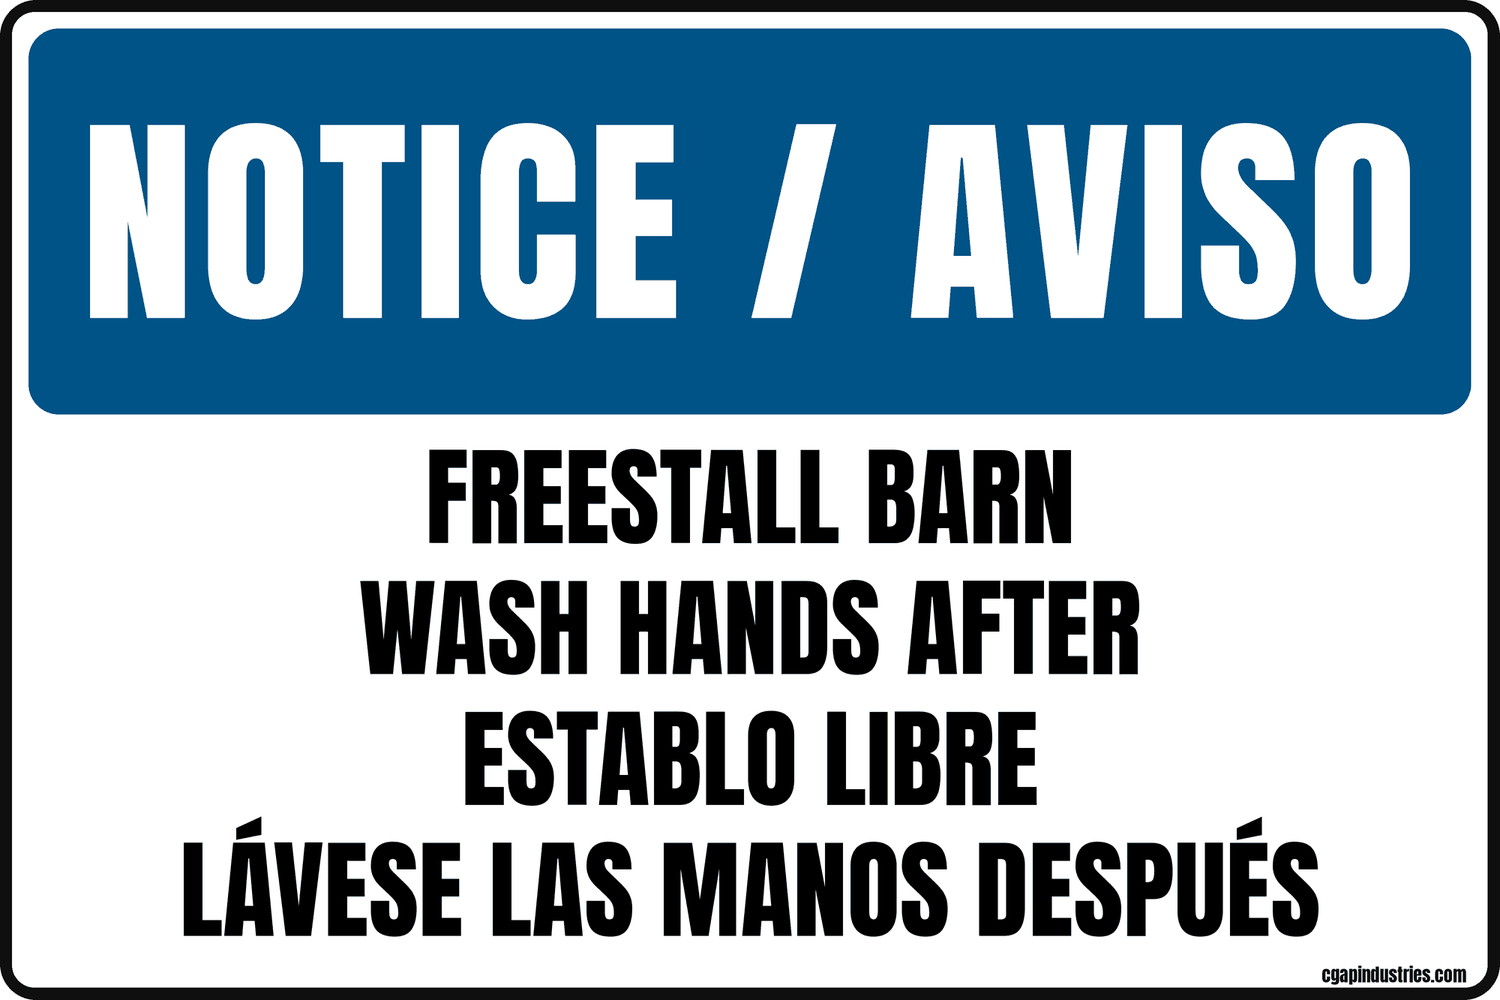 NOTICE / AVISO
FREESTALL BARN
WASH HANDS AFTER
ESTABLO LIBRE
LÁVESE LAS MANOS DESPUÉS
cgapindustries.com